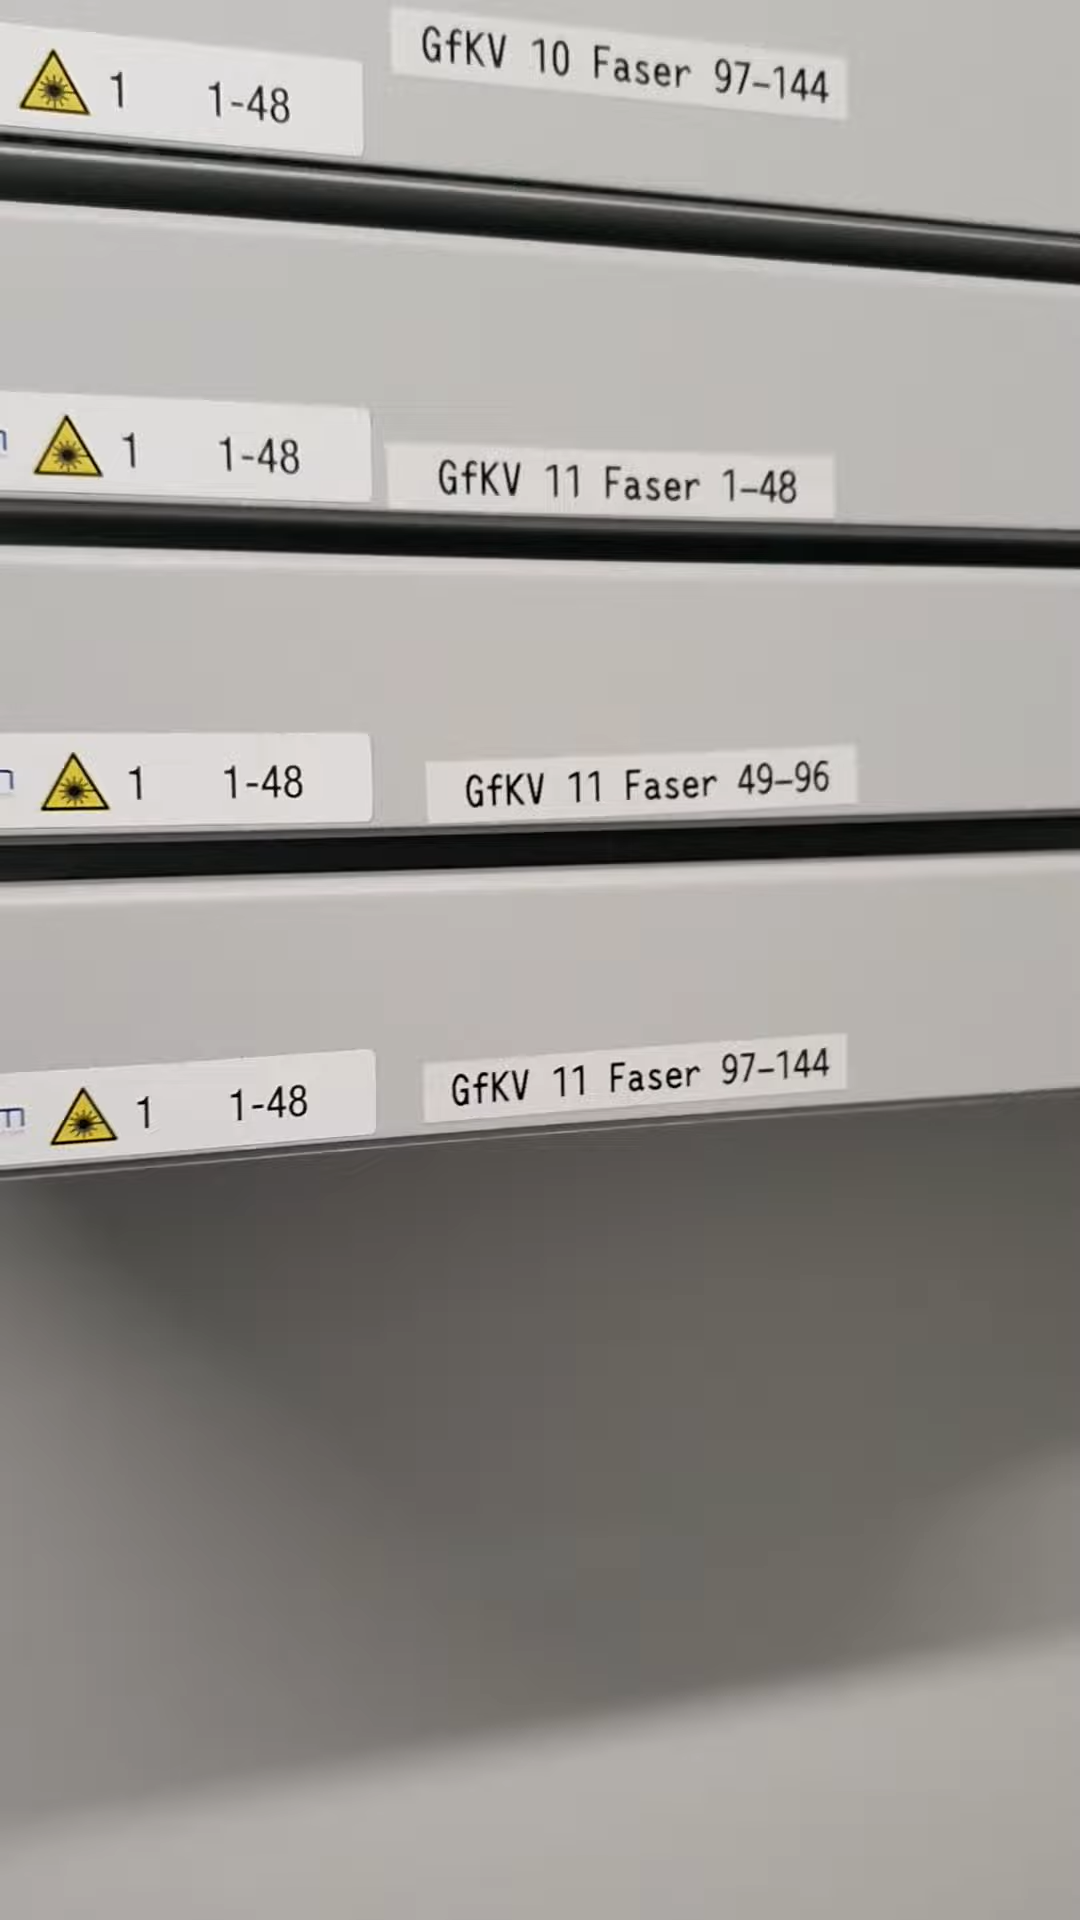 1 1-48 GfKV 10 Faser 97-144
1 1-48 GfKV 11 Faser 1-48
1 1-48 GfKV 11 Faser 49-96
1 1-48 GfKV 11 Faser 97-144